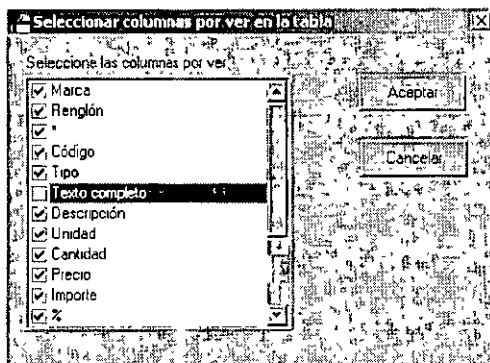 Seleccionar columnas por ver en la tabla
Seleccione las columnas por ver
Marca
Renglón
*
Código
Tipo
Texto completo
Descripción
Unidad
Cantidad
Precio
Importe
%
Aceptar
Cancelar